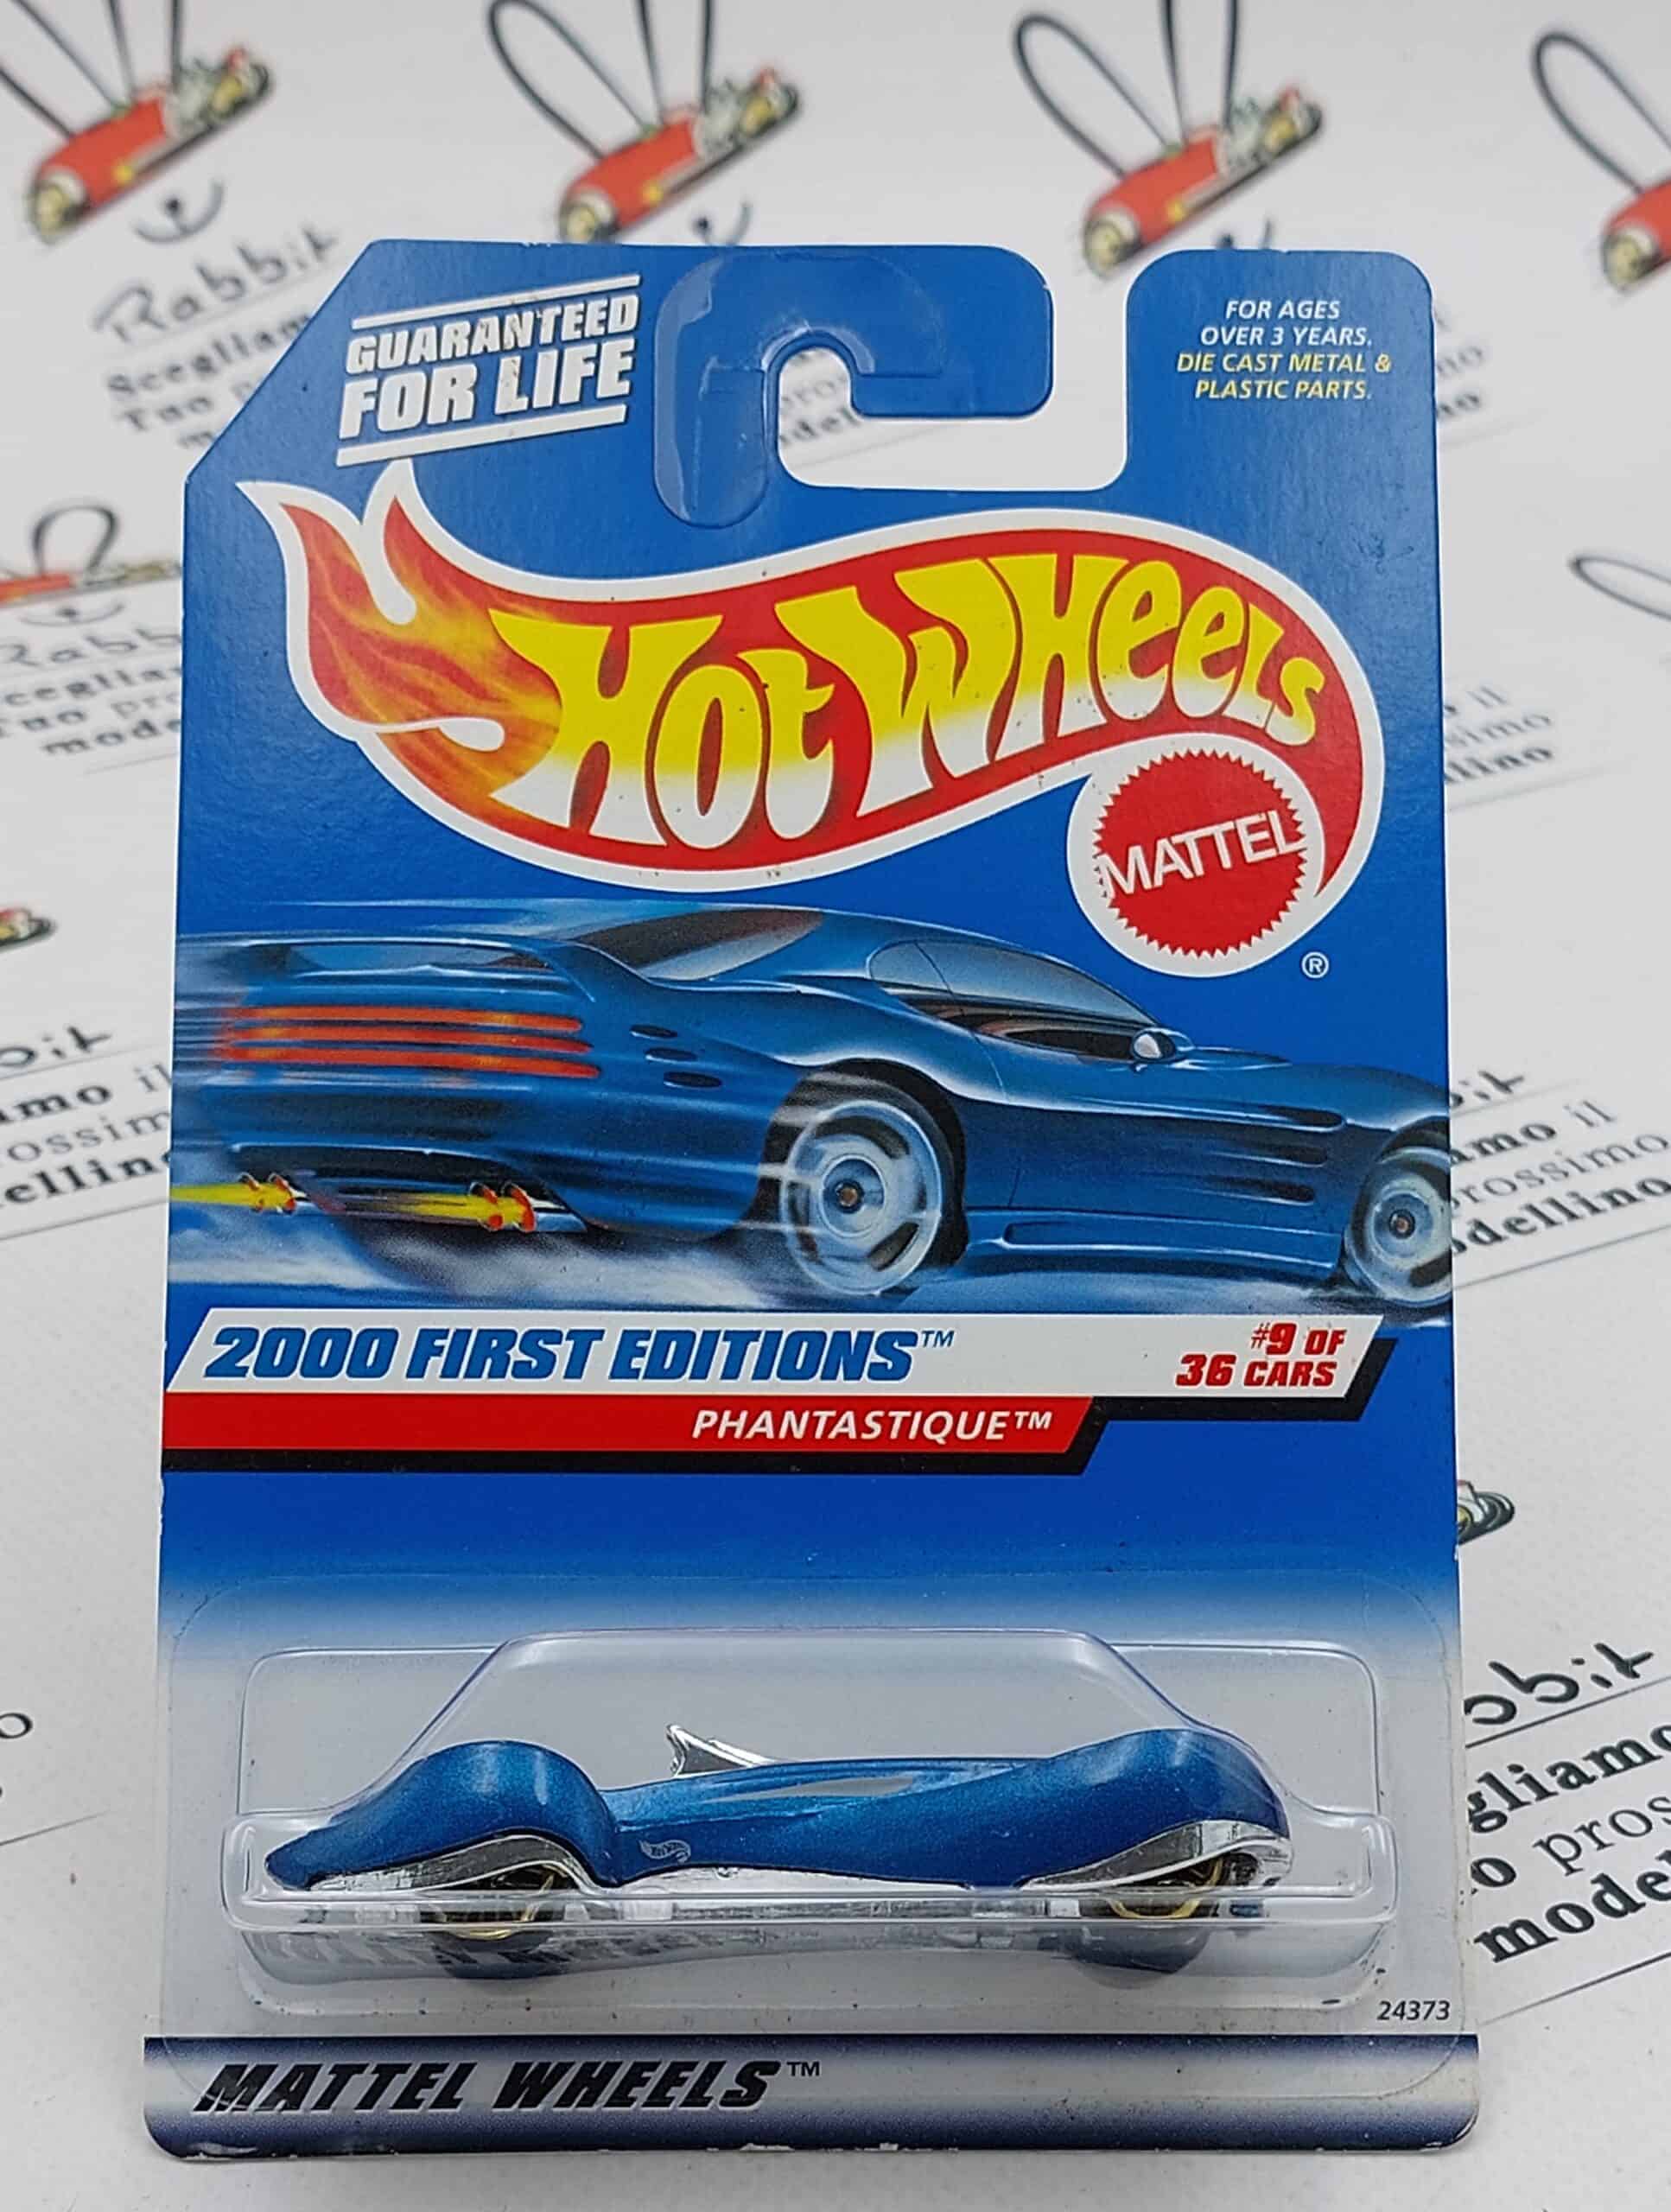 GUARANTEED
FOR LIFE
FOR AGES
OVER 3 YEARS.
DIE CAST METAL &
PLASTIC PARTS.
HOT WHEELS
MATTEL
®
2000 FIRST EDITIONS™
#9 OF
36 CARS
PHANTASTIQUE™
24373
MATTEL WHEELS™
Rabbit